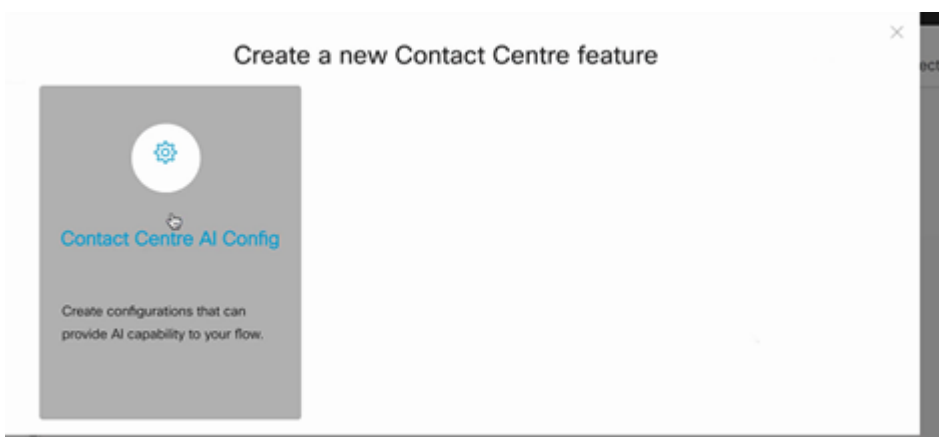 Create a new Contact Centre feature
ect
Contact Centre AI Config
Create configurations that can
provide AI capability to your flow.